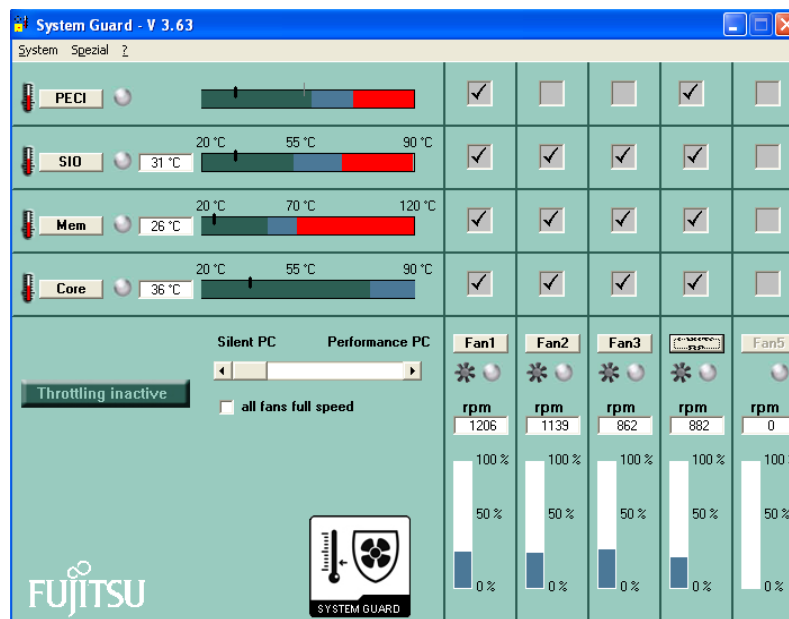 System Guard - V 3.63
System Spezial ?
PECI
20 °C 55 °C 90 °C
SIO 31 °C
20 °C 70 °C 120 °C
Mem 26 °C
20 °C 55 °C 90 °C
Core 36 °C
Silent PC Performance PC
Fan1 Fan2 Fan3 Fan5
Throttling inactive
all fans full speed
rpm rpm rpm rpm rpm
1206 1139 862 882 0
100 % 100 % 100 % 100 % 100
50 % 50 % 50 % 50 % 50 %
0 % 0 % 0 % 0 % 0 %
FUJITSU
SYSTEM GUARD